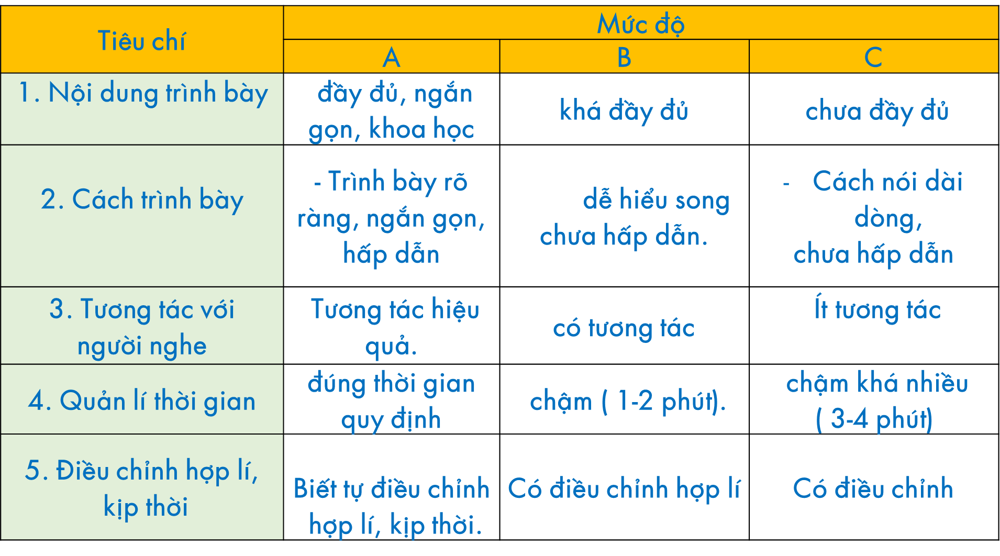 Tiêu chí
Mức độ
A
B
C
1. Nội dung trình bày
đầy đủ, ngắn
gọn, khoa học
khá đầy đủ
chưa đầy đủ
2. Cách trình bày
- Trình bày rõ
ràng, ngắn gọn,
hấp dẫn
dễ hiểu song
chưa hấp dẫn.
- Cách nói dài
dòng,
chưa hấp dẫn
3. Tương tác với
người nghe
Tương tác hiệu
quả.
có tương tác
Ít tương tác
4. Quản lí thời gian
đúng thời gian
quy định
chậm ( 1-2 phút).
chậm khá nhiều
( 3-4 phút)
5. Điều chỉnh hợp lí,
kịp thời
Biết tự điều chỉnh
hợp lí, kịp thời.
Có điều chỉnh hợp lí
Có điều chỉnh